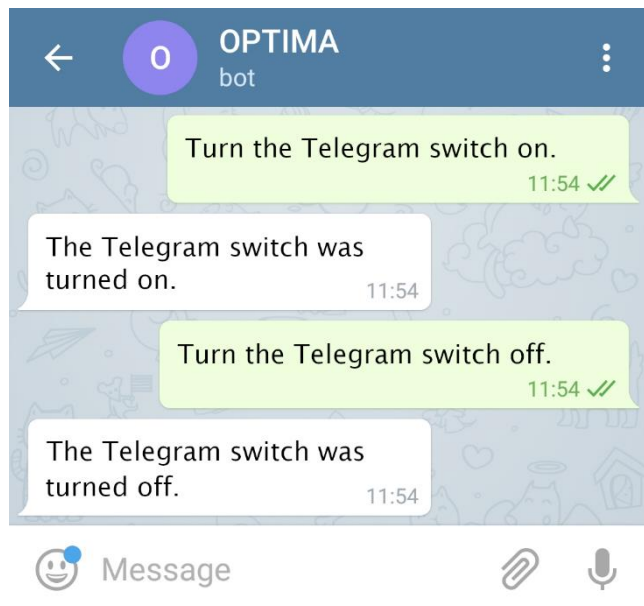 O
OPTIMA
bot
Turn the Telegram switch on.
11:54
The Telegram switch was
turned on.
11:54
Turn the Telegram switch off.
11:54
The Telegram switch was
turned off.
11:54
Message